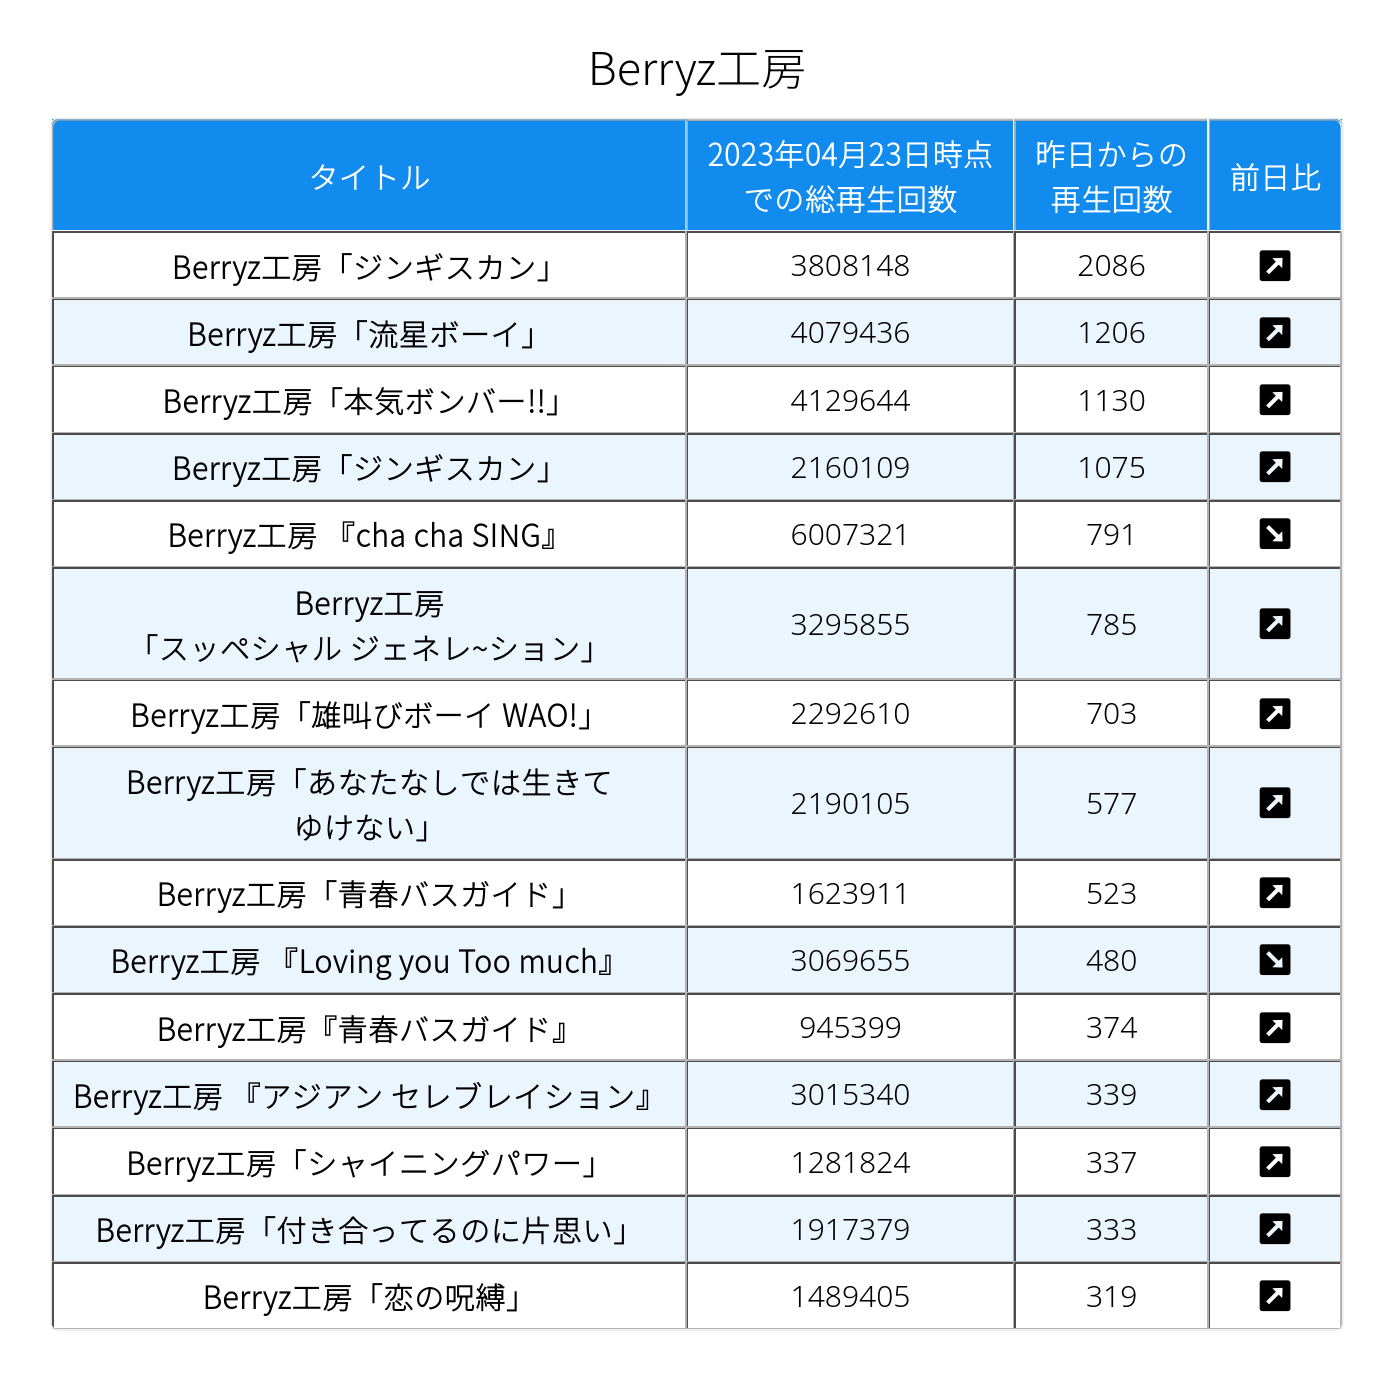 Berryz工房
タイトル
2023年04月23日時点
での総再生回数
昨日からの
再生回数
前日比
Berryz工房「ジンギスカン」 3808148 2086 ↗
Berryz工房「流星ボーイ」 4079436 1206 ↗
Berryz工房「本気ボンバー!!」 4129644 1130 ↗
Berryz工房「ジンギスカン」 2160109 1075 ↗
Berryz工房 『cha cha SING』 6007321 791 ↘
Berryz工房
「スッペシャル ジェネレ~ション」 3295855 785 ↗
Berryz工房「雄叫びボーイ WAO!」 2292610 703 ↗
Berryz工房「あなたなしでは生きて
ゆけない」 2190105 577 ↗
Berryz工房「青春バスガイド」 1623911 523 ↗
Berryz工房 『Loving you Too much』 3069655 480 ↘
Berryz工房『青春バスガイド』 945399 374 ↗
Berryz工房 『アジアン セレブレイション』 3015340 339 ↗
Berryz工房「シャイニングパワー」 1281824 337 ↗
Berryz工房「付き合ってるのに片思い」 1917379 333 ↗
Berryz工房「恋の呪縛」 1489405 319 ↗